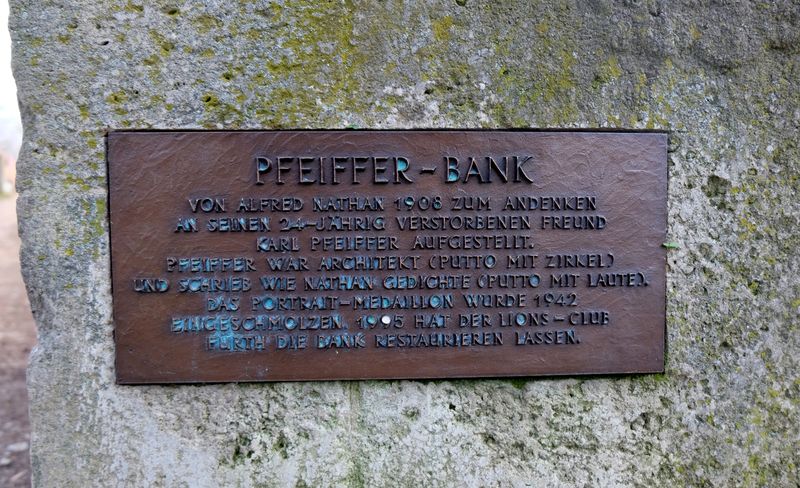 PFEIFFER-BANK
VON ALFRED NATHAN 1908 ZUM ANDENKEN
AN SEINEN 24-JÄHRIG VERSTORBENEN FREUND
KARL PFEIFFER AUFGESTELLT.
PFEIFFER WAR ARCHITEKT (PUTTO MIT ZIRKEL)
UND SCHRIEB WIE NATHAN GEDICHTE (PUTTO MIT LAUTE).
DAS PORTRAIT-MEDAILLON WURDE 1942
EINGESCHMOLZEN. 1995 HAT DER LIONS-CLUB
FÜRTH DIE BANK RESTAURIEREN LASSEN.